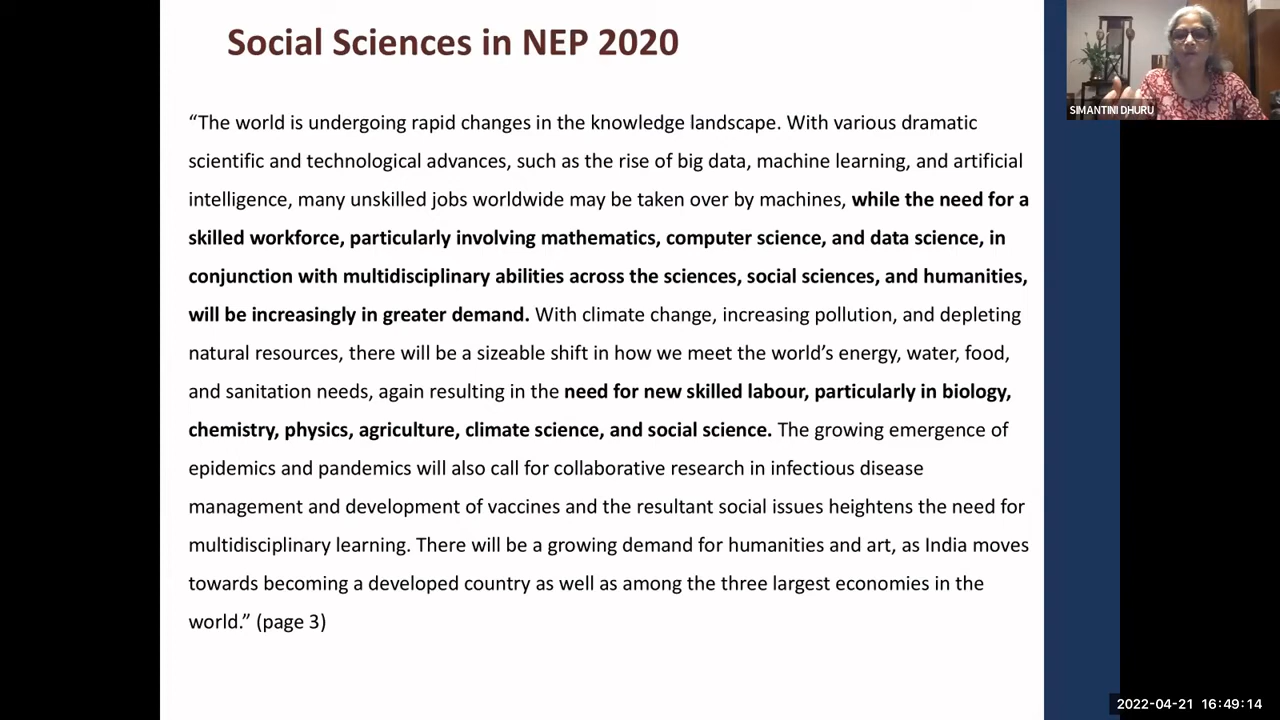 Social Sciences in NEP 2020
SIMANTINI DHURU
“The world is undergoing rapid changes in the knowledge landscape. With various dramatic
scientific and technological advances, such as the rise of big data, machine learning, and artificial
intelligence, many unskilled jobs worldwide may be taken over by machines, while the need for a
skilled workforce, particularly involving mathematics, computer science, and data science, in
conjunction with multidisciplinary abilities across the sciences, social sciences, and humanities,
will be increasingly in greater demand. With climate change, increasing pollution, and depleting
natural resources, there will be a sizeable shift in how we meet the world’s energy, water, food,
and sanitation needs, again resulting in the need for new skilled labour, particularly in biology,
chemistry, physics, agriculture, climate science, and social science. The growing emergence of
epidemics and pandemics will also call for collaborative research in infectious disease
management and development of vaccines and the resultant social issues heightens the need for
multidisciplinary learning. There will be a growing demand for humanities and art, as India moves
towards becoming a developed country as well as among the three largest economies in the
world.” (page 3)
2022-04-21 16:49:14